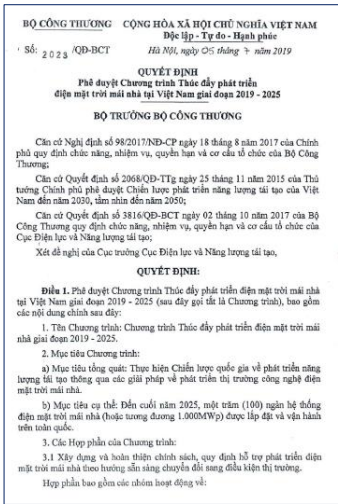 BỘ CÔNG THƯƠNG
CỘNG HÒA XÃ HỘI CHỦ NGHĨA VIỆT NAM
Độc lập - Tự do - Hạnh phúc
Số: 2023 /QĐ-BCT
Hà Nội, ngày 05 tháng 7 năm 2019
QUYẾT ĐỊNH
Phê duyệt Chương trình Thúc đẩy phát triển
điện mặt trời mái nhà tại Việt Nam giai đoạn 2019 - 2025
BỘ TRƯỞNG BỘ CÔNG THƯƠNG
Căn cứ Nghị định số 98/2017/NĐ-CP ngày 18 tháng 8 năm 2017 của Chính
phủ quy định chức năng, nhiệm vụ, quyền hạn và cơ cấu tổ chức của Bộ Công
Thương;
Căn cứ Quyết định số 2068/QĐ-TTg ngày 25 tháng 11 năm 2015 của Thủ
tướng Chính phủ phê duyệt Chiến lược phát triển năng lượng tái tạo của Việt
Nam đến năm 2030, tầm nhìn đến năm 2050;
Căn cứ Quyết định số 3816/QĐ-BCT ngày 02 tháng 10 năm 2017 của Bộ
Công Thương quy định chức năng, nhiệm vụ, quyền hạn và cơ cấu tổ chức của
Cục Điện lực và Năng lượng tái tạo;
Xét đề nghị của Cục trưởng Cục Điện lực và Năng lượng tái tạo,
QUYẾT ĐỊNH:
Điều 1. Phê duyệt Chương trình Thúc đẩy phát triển điện mặt trời mái nhà
tại Việt Nam giai đoạn 2019 - 2025 (sau đây gọi tắt là Chương trình), bao gồm
các nội dung chính sau đây:
1. Tên Chương trình: Chương trình Thúc đẩy phát triển điện mặt trời mái
nhà giai đoạn 2019 - 2025.
2. Mục tiêu Chương trình:
a) Mục tiêu tổng quát: Thực hiện Chiến lược quốc gia về phát triển năng
lượng tái tạo thông qua các giải pháp về phát triển thị trường công nghệ điện
mặt trời mái nhà.
b) Mục tiêu cụ thể: Đến cuối năm 2025, một trăm (100) ngàn hệ thống
điện mặt trời mái nhà (hoặc tương đương 1.000MWp) được lắp đặt và vận hành
trên toàn quốc.
3. Các Hợp phần của Chương trình:
3.1 Xây dựng và hoàn thiện chính sách, quy định hỗ trợ phát triển điện
mặt trời mái nhà theo hướng sẵn sàng chuyển đổi sang điều kiện thị trường.
Hợp phần bao gồm các nhóm hoạt động về: